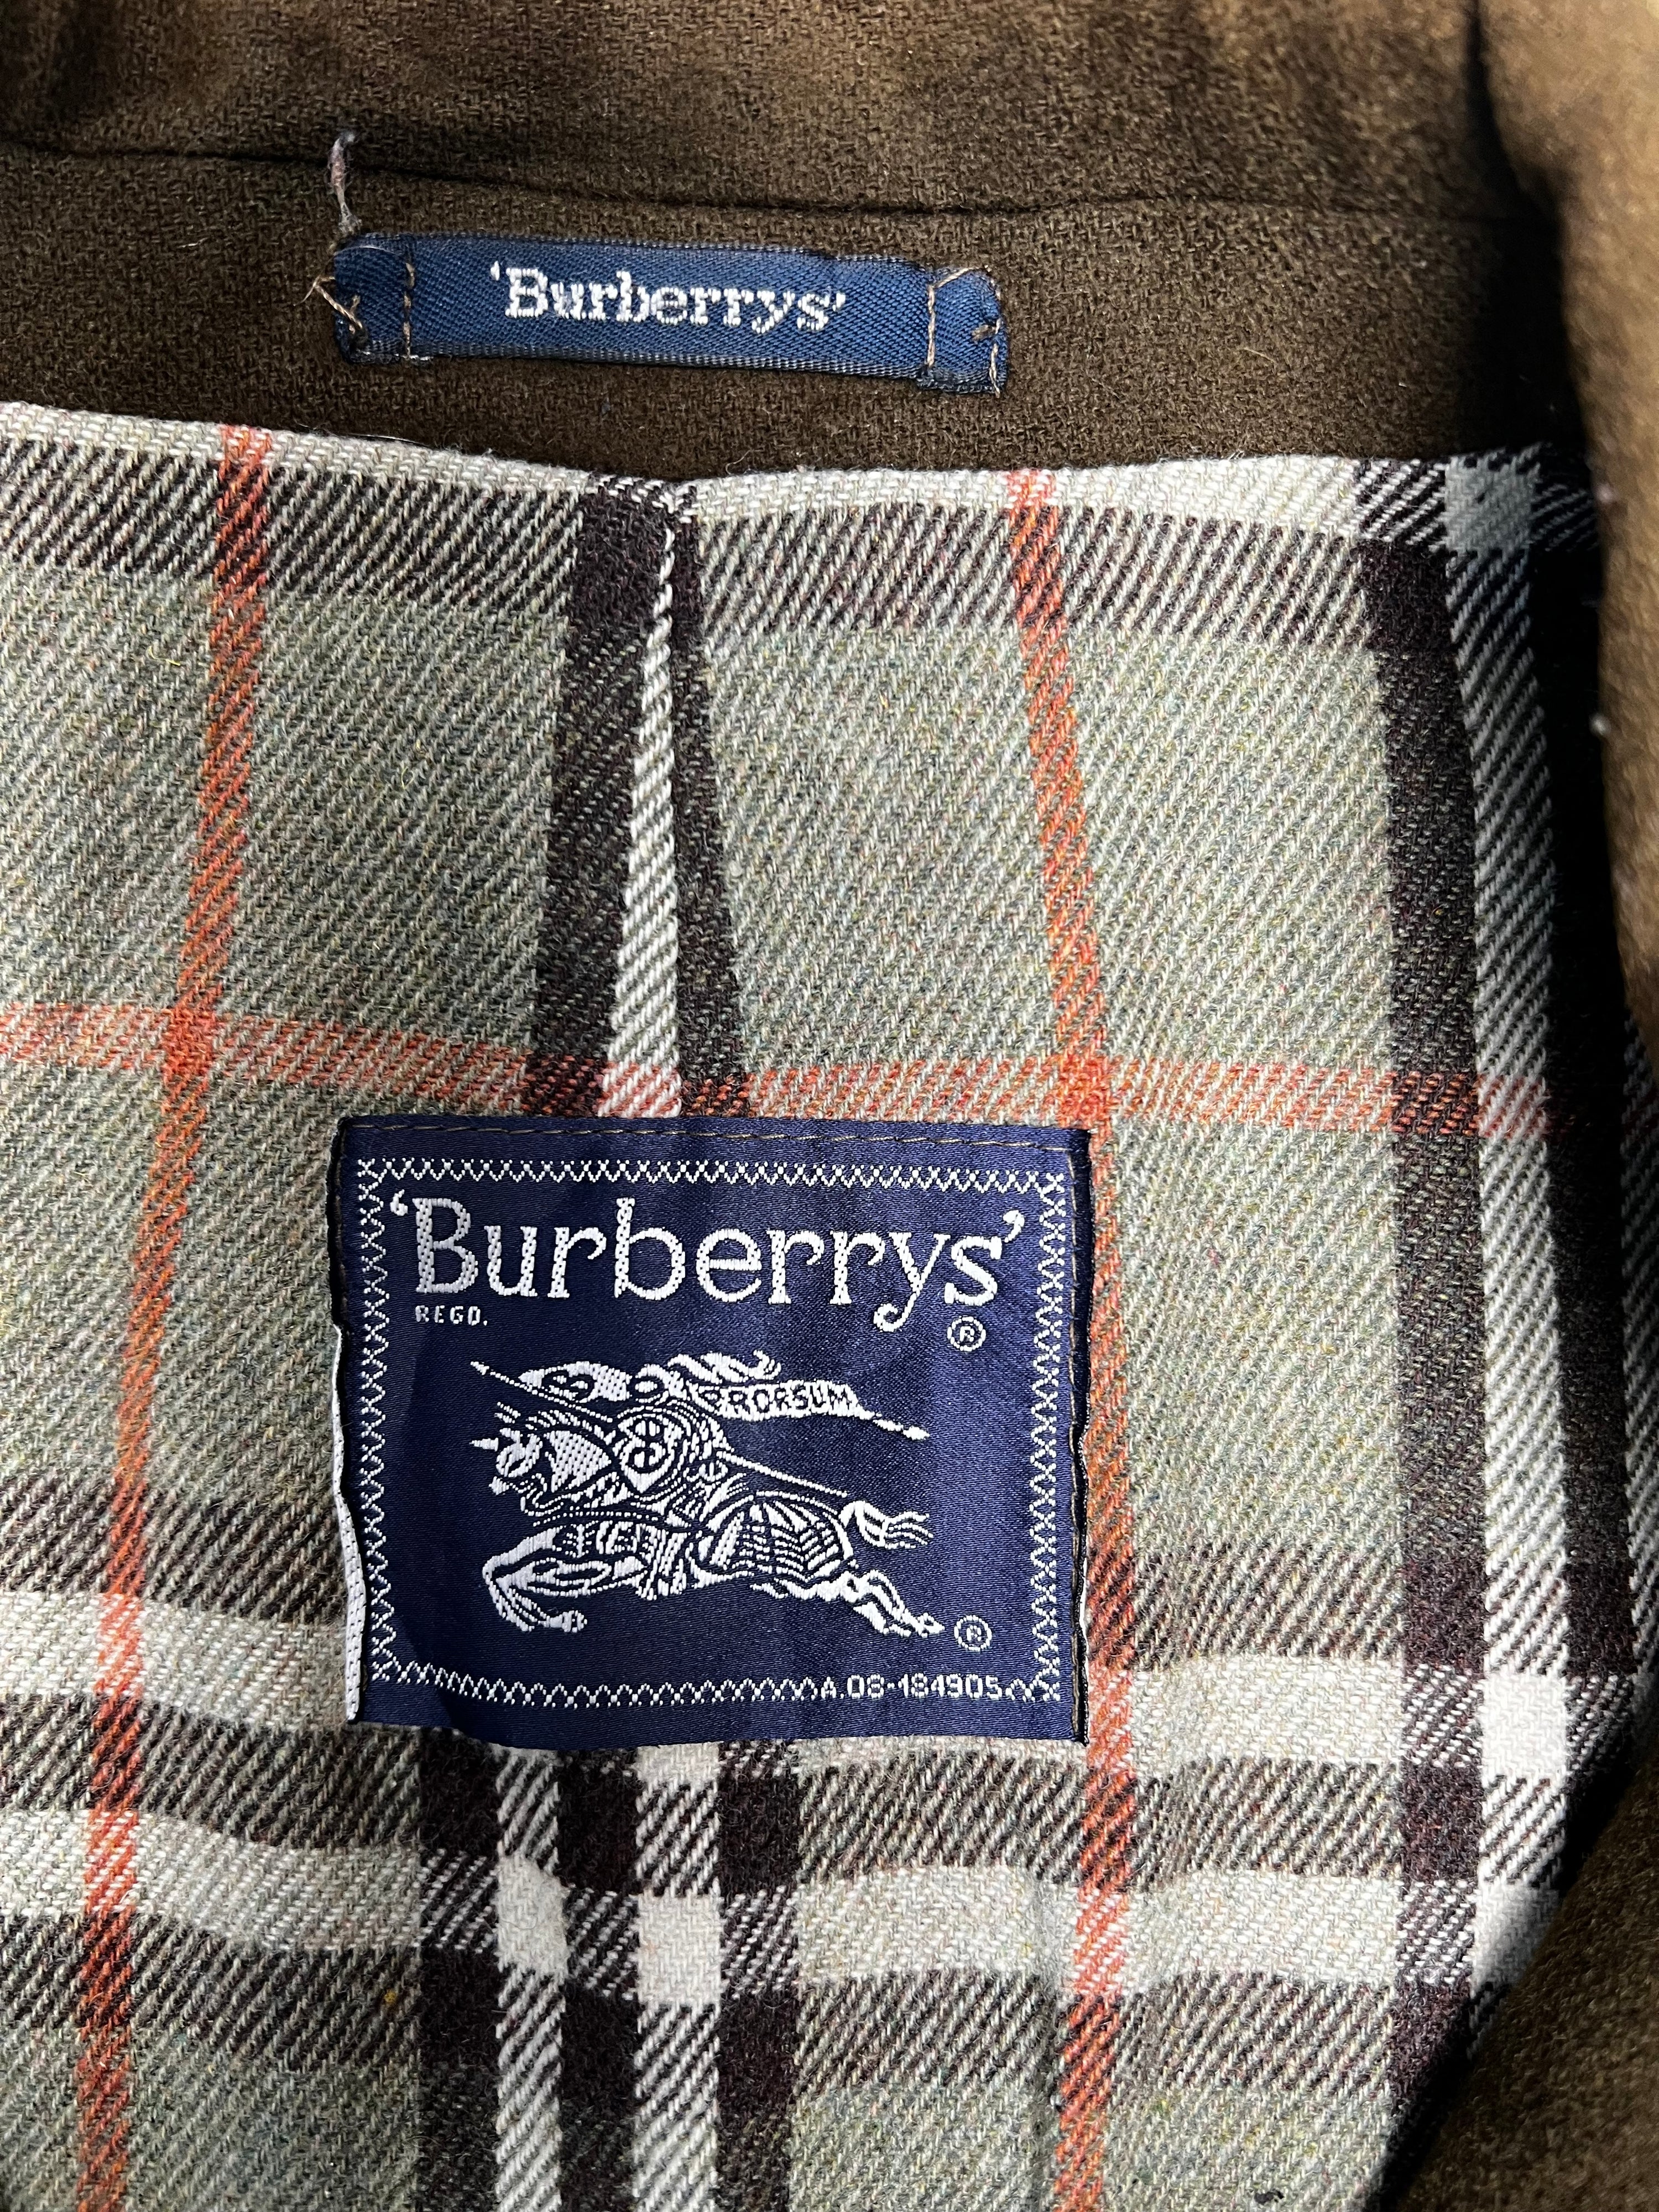 ‘Burberrys’
‘Burberrys’
REGD. ®
PRORSUM
®
A.08-184905